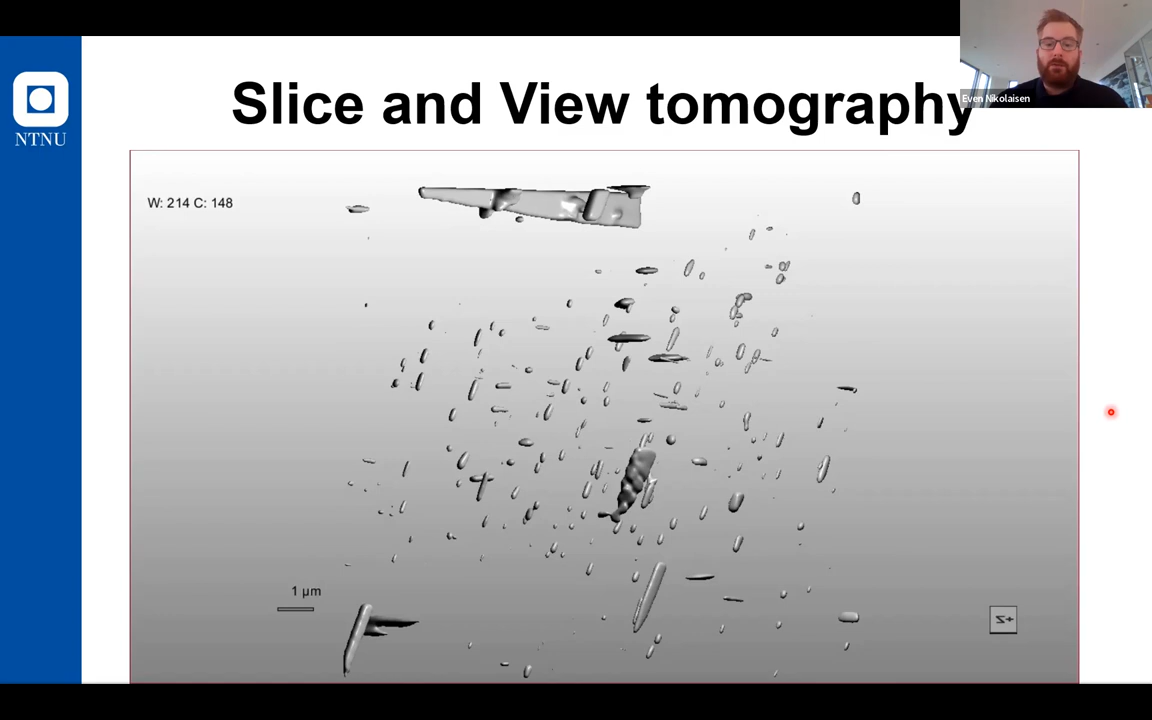 Slice and View tomography
Even Nikolaisen
NTNU
W: 214 C: 148
1 µm
Z+